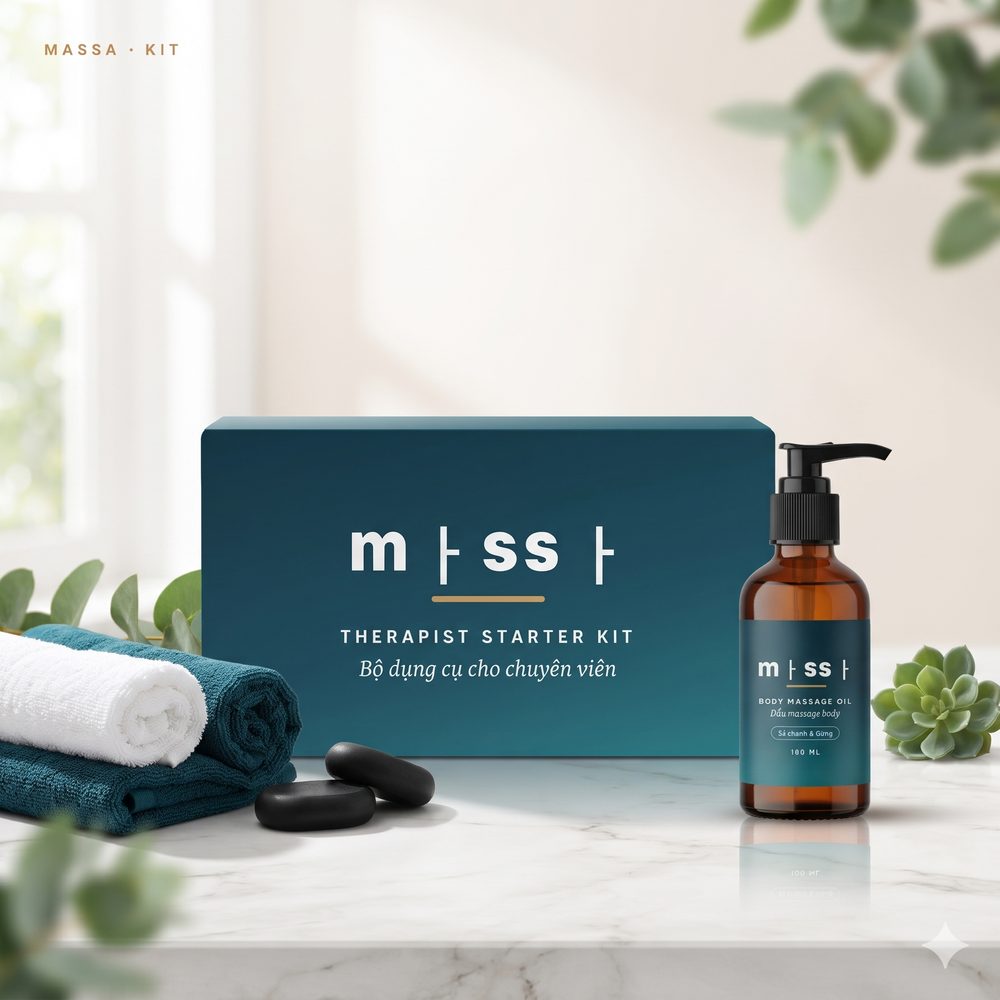 MASSA · KIT
m ⊦ ss ⊦
THERAPIST STARTER KIT
Bộ dụng cụ cho chuyên viên
m ⊦ ss ⊦
BODY MASSAGE OIL
Dầu massage body
Sả chanh & Gừng
100 ML